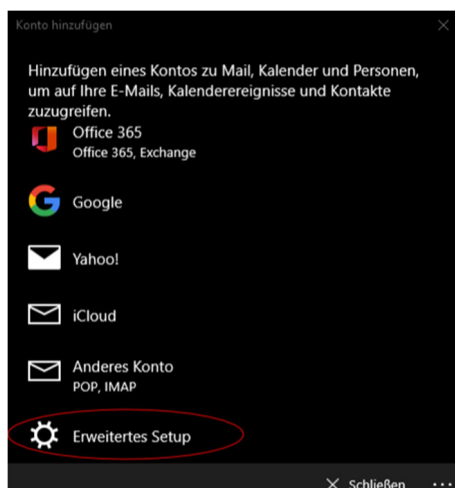 Konto hinzufügen
Hinzufügen eines Kontos zu Mail, Kalender und Personen,
um auf Ihre E-Mails, Kalenderereignisse und Kontakte
zuzugreifen.
Office 365
Office 365, Exchange
Google
Yahoo!
iCloud
Anderes Konto
POP, IMAP
Erweitertes Setup
Schließen